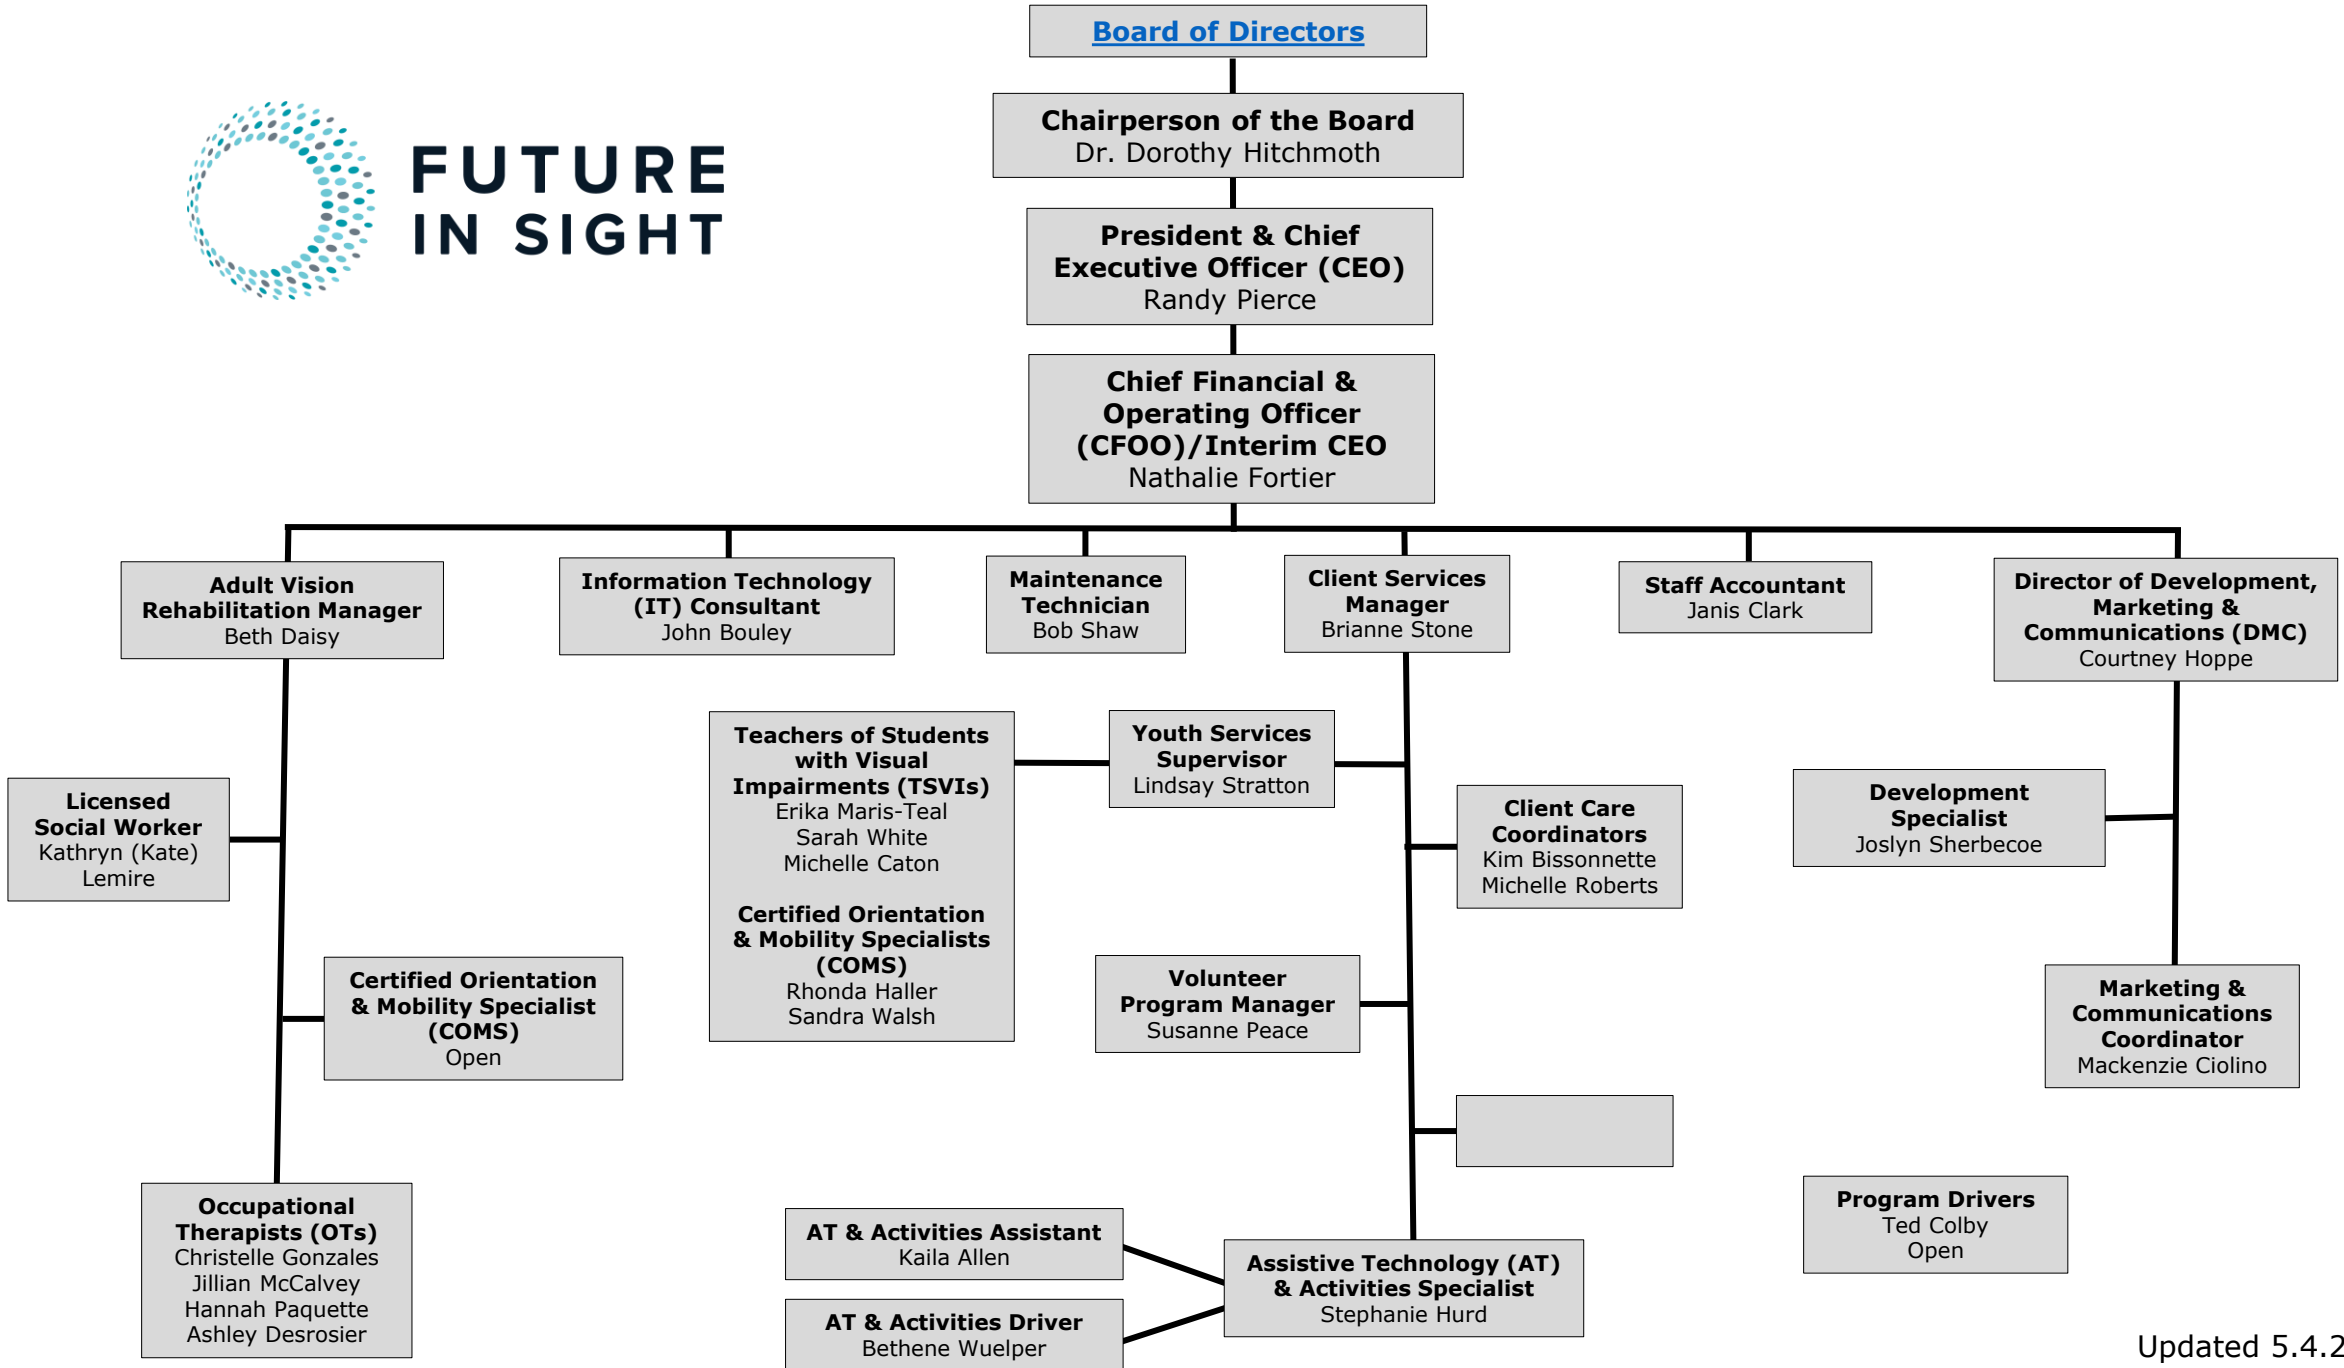 Board of Directors
FUTURE
IN SIGHT
Chairperson of the Board
Dr. Dorothy Hitchmoth
President & Chief
Executive Officer (CEO)
Randy Pierce
Chief Financial &
Operating Officer
(CFOO)/Interim CEO
Nathalie Fortier
Adult Vision
Rehabilitation Manager
Beth Daisy
Information Technology
(IT) Consultant
John Bouley
Maintenance
Technician
Bob Shaw
Client Services
Manager
Brianne Stone
Staff Accountant
Janis Clark
Director of Development,
Marketing &
Communications (DMC)
Courtney Hoppe
Licensed
Social Worker
Kathryn (Kate)
Lemire
Certified Orientation
& Mobility Specialist
(COMS)
Open
Occupational
Therapists (OTs)
Christelle Gonzales
Jillian McCalvey
Hannah Paquette
Ashley Desrosier
Teachers of Students
with Visual
Impairments (TSVIs)
Erika Maris-Teal
Sarah White
Michelle Caton
Certified Orientation
& Mobility Specialists
(COMS)
Rhonda Haller
Sandra Walsh
Youth Services
Supervisor
Lindsay Stratton
Client Care
Coordinators
Kim Bissonnette
Michelle Roberts
Volunteer
Program Manager
Susanne Peace
AT & Activities Assistant
Kaila Allen
AT & Activities Driver
Bethene Wuelper
Assistive Technology (AT)
& Activities Specialist
Stephanie Hurd
Development
Specialist
Joslyn Sherbecoe
Marketing &
Communications
Coordinator
Mackenzie Ciolino
Program Drivers
Ted Colby
Open
Updated 5.4.2